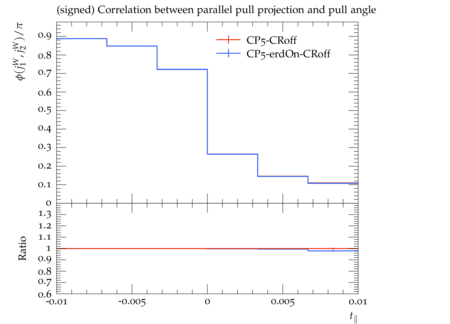 (signed) Correlation between parallel pull projection and pull angle
ϕ(j₁ᵂ, j₂ᵂ)/π
CP5-CRoff
CP5-erdOn-CRoff
0.9
0.8
0.7
0.6
0.5
0.4
0.3
0.2
0.1
0
Ratio
1.3
1.2
1.1
1
0.9
0.8
0.7
0.6
-0.01 -0.005 0 0.005 0.01
t∥